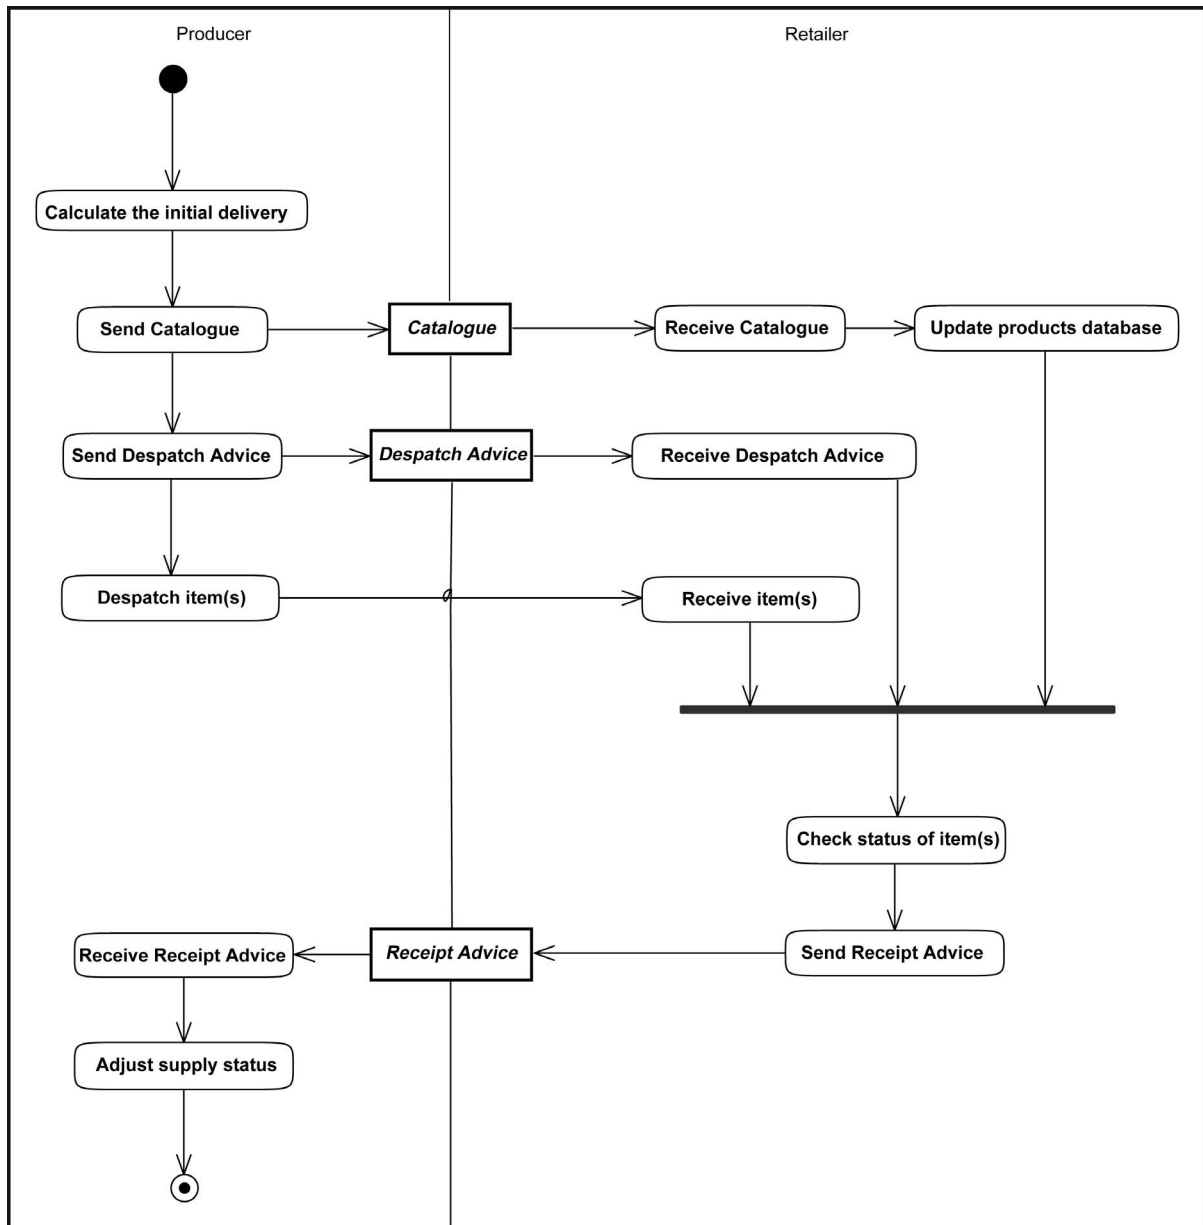 Producer
Retailer
Calculate the initial delivery
Send Catalogue
Catalogue
Receive Catalogue
Update products database
Send Despatch Advice
Despatch Advice
Receive Despatch Advice
Despatch item(s)
Receive item(s)
Check status of item(s)
Receive Receipt Advice
Receipt Advice
Send Receipt Advice
Adjust supply status